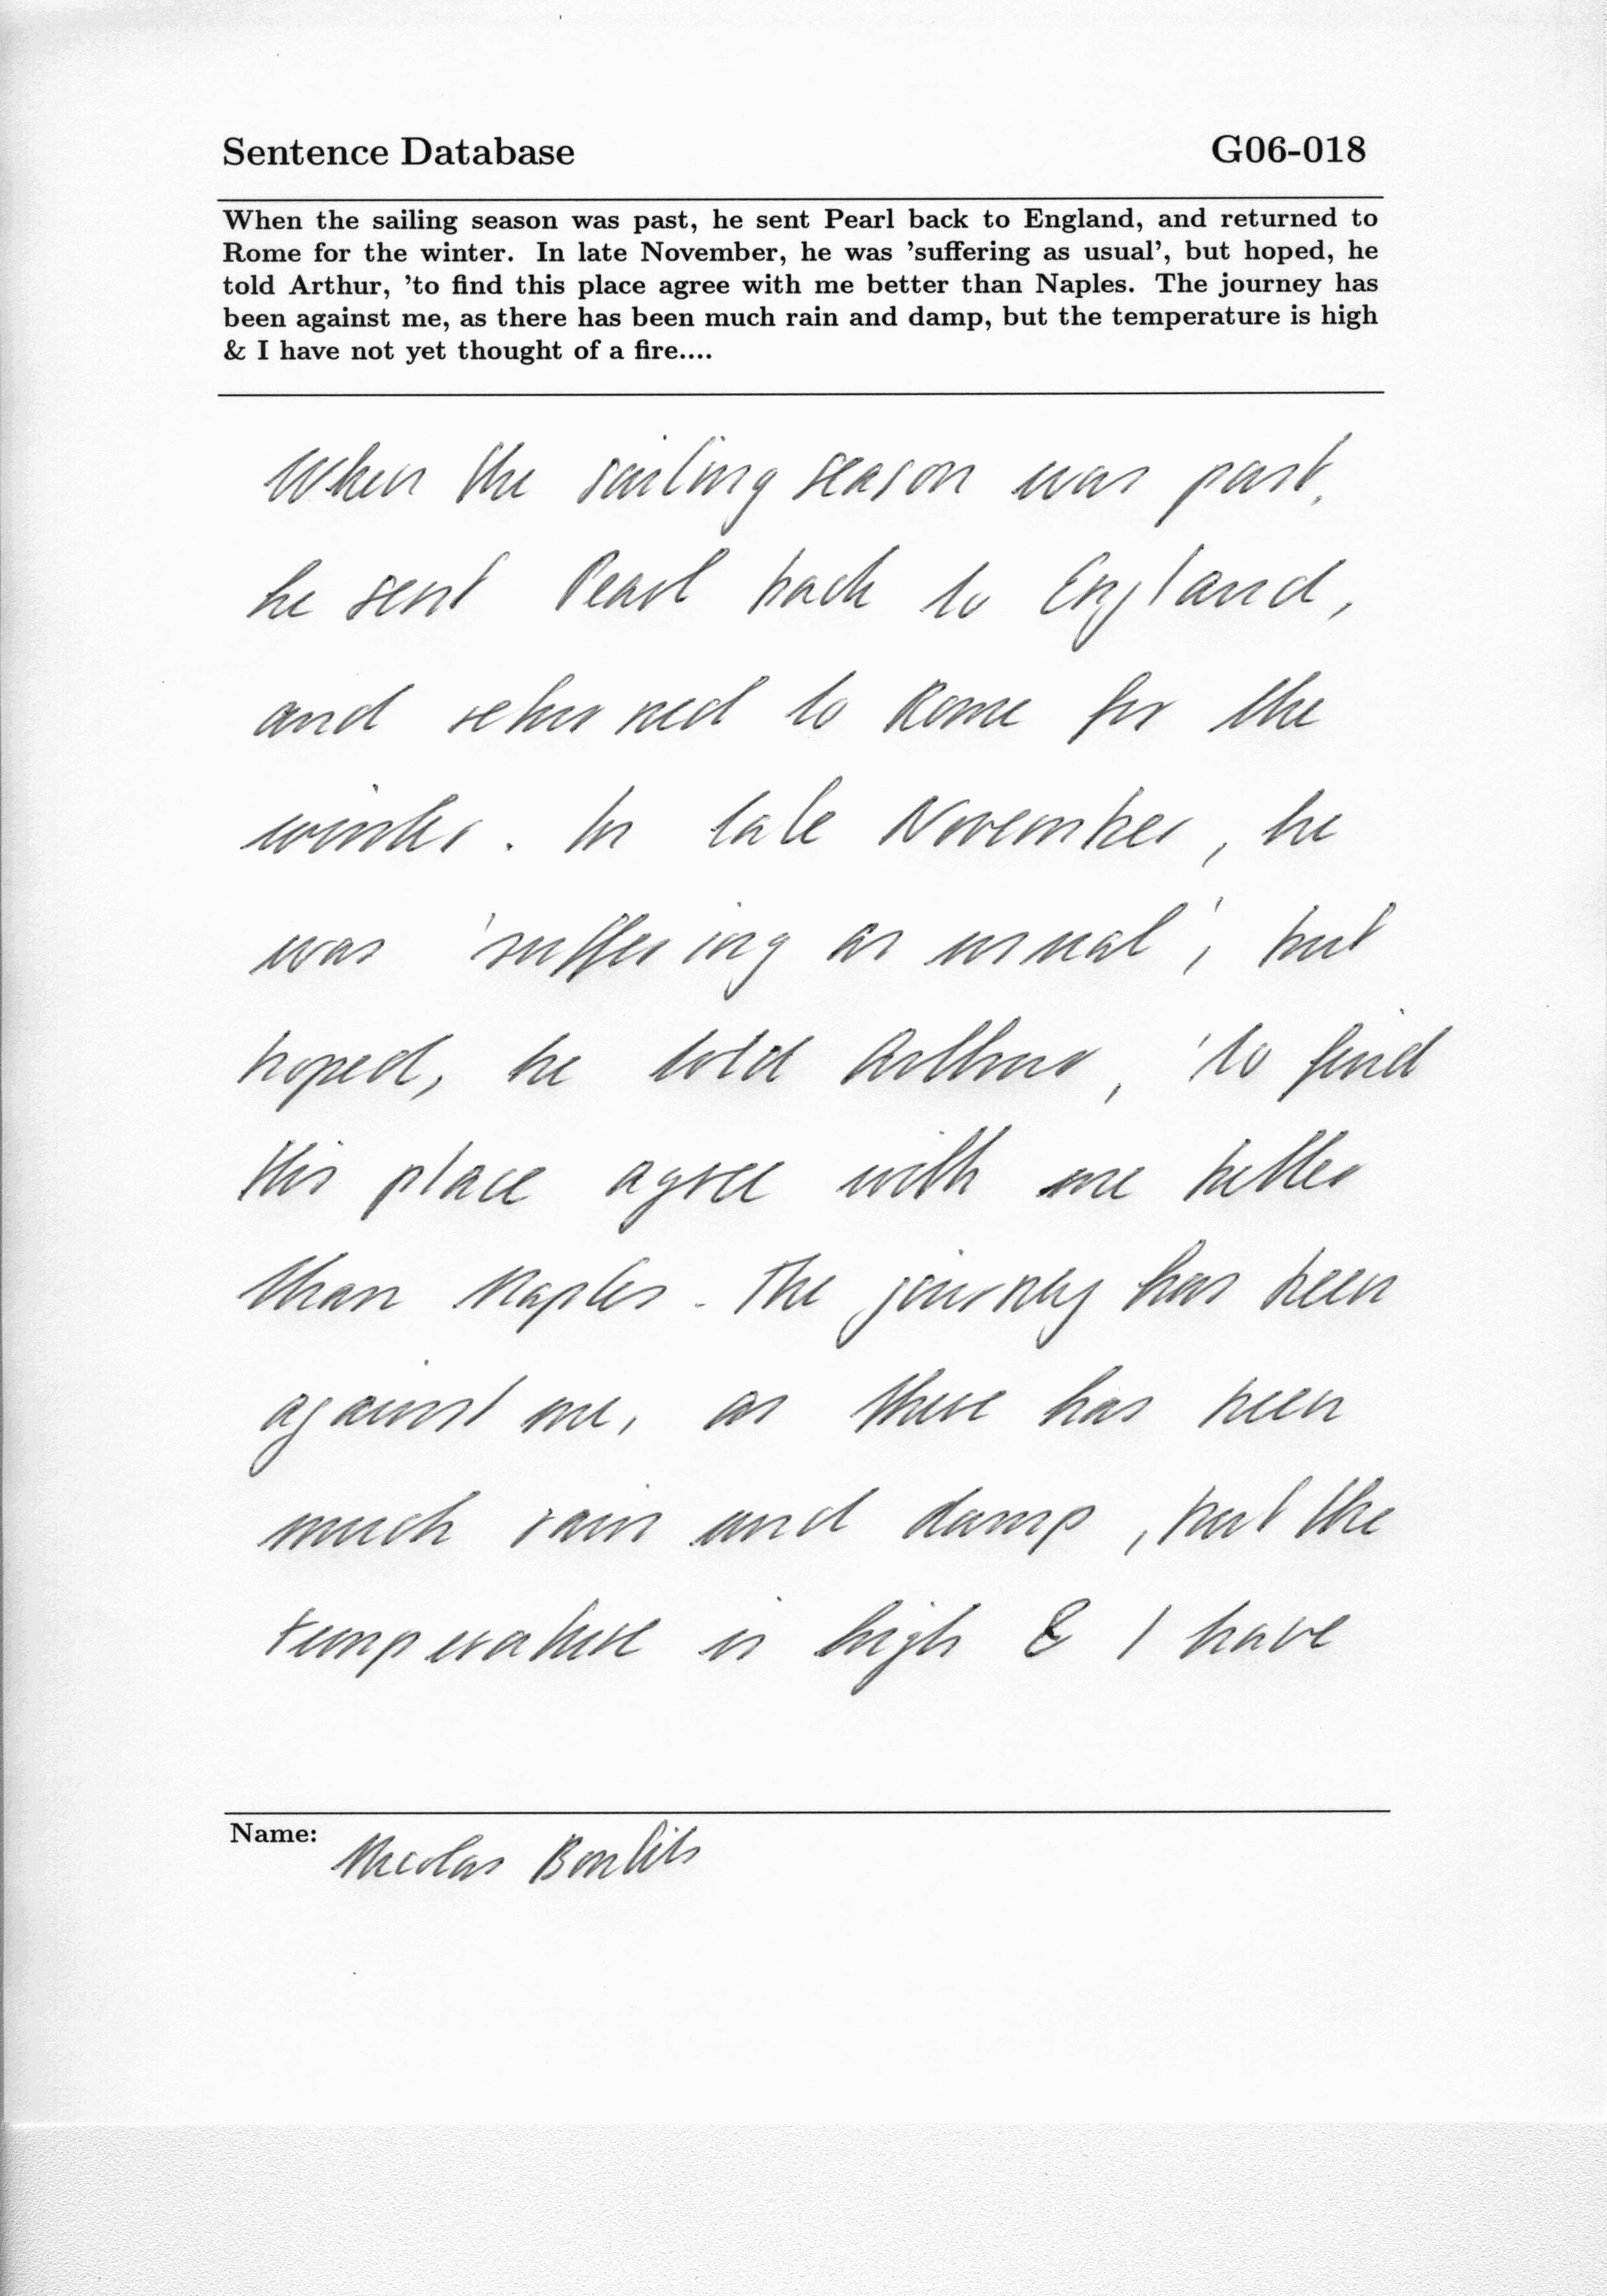 Sentence Database G06-018
When the sailing season was past, he sent Pearl back to England, and returned to
Rome for the winter. In late November, he was 'suffering as usual', but hoped, he
told Arthur, 'to find this place agree with me better than Naples. The journey has
been against me, as there has been much rain and damp, but the temperature is high
& I have not yet thought of a fire....
When the sailing season was past,
he sent Pearl back to England,
and returned to Rome for the
winter. In late November, he
was 'suffering as usual', but
hoped, he told Arthur, 'to find
this place agree with me better
than Naples. The journey has been
against me, as there has been
much rain and damp, but the
temperature is high & I have
Name: Nicolas